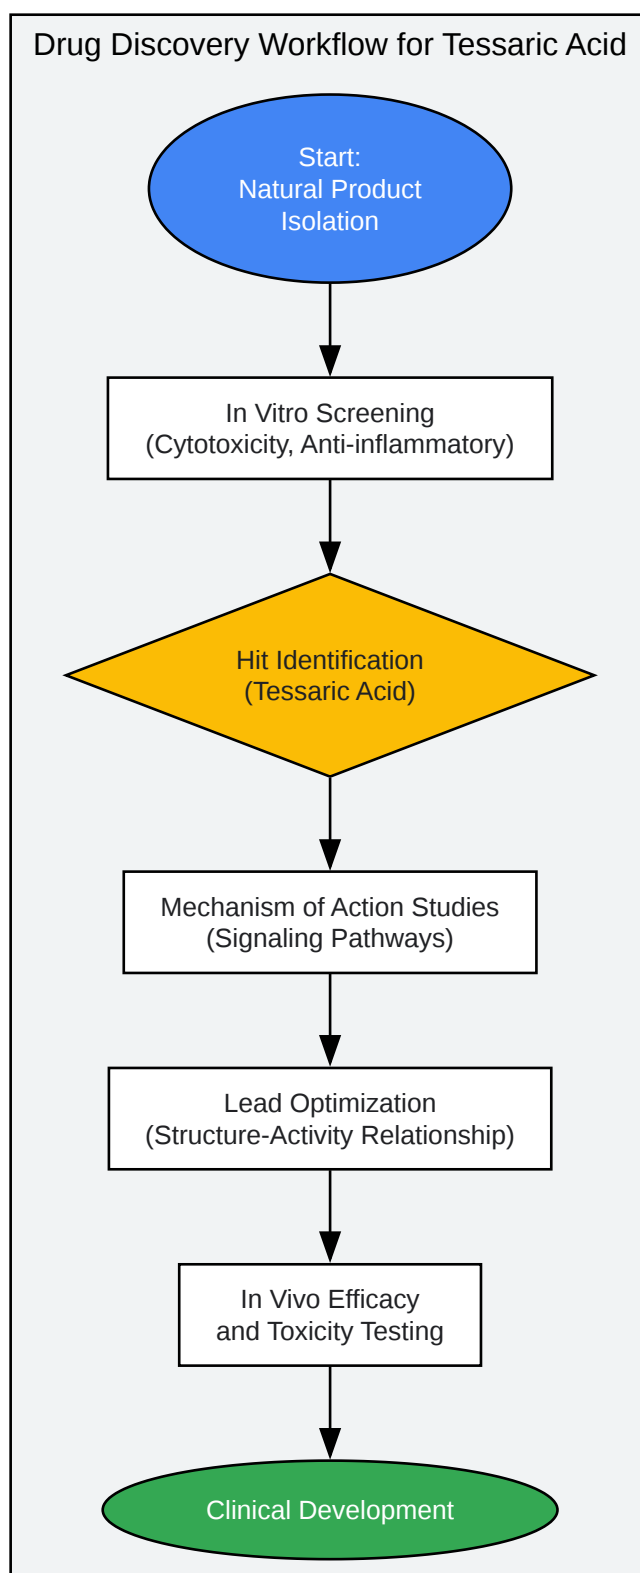 Drug Discovery Workflow for Tessaric Acid
Start:
Natural Product
Isolation
In Vitro Screening
(Cytotoxicity, Anti-inflammatory)
Hit Identification
(Tessaric Acid)
Mechanism of Action Studies
(Signaling Pathways)
Lead Optimization
(Structure-Activity Relationship)
In Vivo Efficacy
and Toxicity Testing
Clinical Development